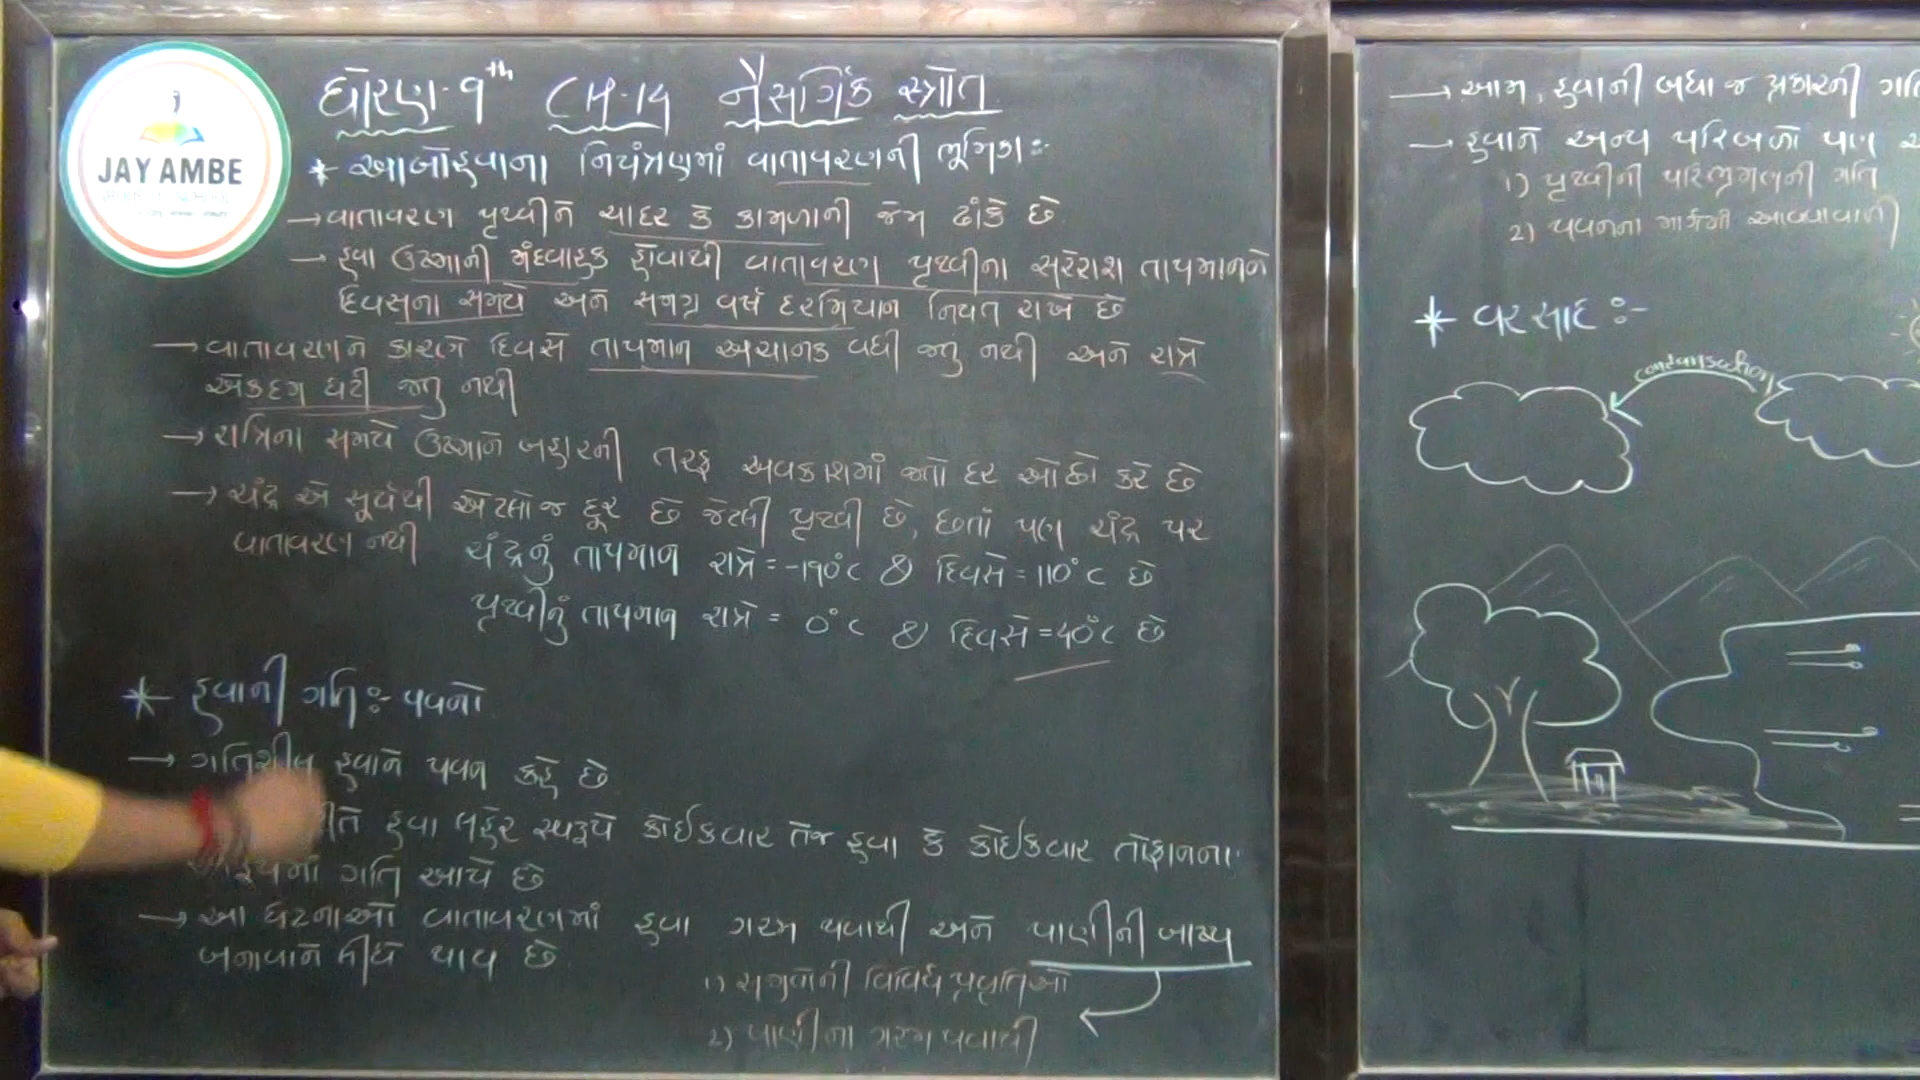 JAY AMBE
ધોરણ-9th CH-14 નૈસર્ગિક સ્ત્રોત
* આબોહવાના નિયંત્રણમાં વાતાવરણની ભૂમિકા :-
→ વાતાવરણ પૃથ્વીને ચાદર કે કામળાની જેમ ઢાંકે છે
→ હવા ઉષ્માની મંદવાહક હોવાથી વાતાવરણ પૃથ્વીના સરેરાશ તાપમાનને
દિવસના સમયે અને સમગ્ર વર્ષ દરમિયાન નિયત રાખે છે
→ વાતાવરણને કારણે દિવસે તાપમાન અચાનક વધી જતુ નથી અને રાત્રે
એકદમ ઘટી જતુ નથી
→ રાત્રિના સમયે ઉષ્માને બહારની તરફ અવકાશમાં જતો દર ઓછો કરે છે
→ ચંદ્ર એ સૂર્યથી એટલો જ દૂર છે જેટલી પૃથ્વી છે, છતાં પણ ચંદ્ર પર
વાતાવરણ નથી
ચંદ્રનું તાપમાન રાત્રે = -190°C & દિવસે = 110°C છે
પૃથ્વીનું તાપમાન રાત્રે = 0°C & દિવસે = 40°C છે
* હવાની ગતિ :- પવનો
→ ગતિશીલ હવાને પવન કહે છે
હવા લહેર સ્વરૂપે કોઈકવાર તેજ હવા કે કોઈકવાર તોફાનના
ગતિ આપે છે
→ આ ઘટનાઓ વાતાવરણમાં હવા ગરમ થવાથી અને પાણીની બાષ્પ
બનાવાને લીધે થાય છે
1) સજીવોની વિવિધ પ્રવૃતિઓ
2) પાણીના ગરમ થવાથી
→ આમ, હવાની બધા જ પ્રકારની
→ હવાને અન્ય પરિબળો પણ
1) પૃથ્વીની પરિભ્રમણની ગતિ
2) પવનના માર્ગમાં આવવાવાળી
* વરસાદ :-
condansection